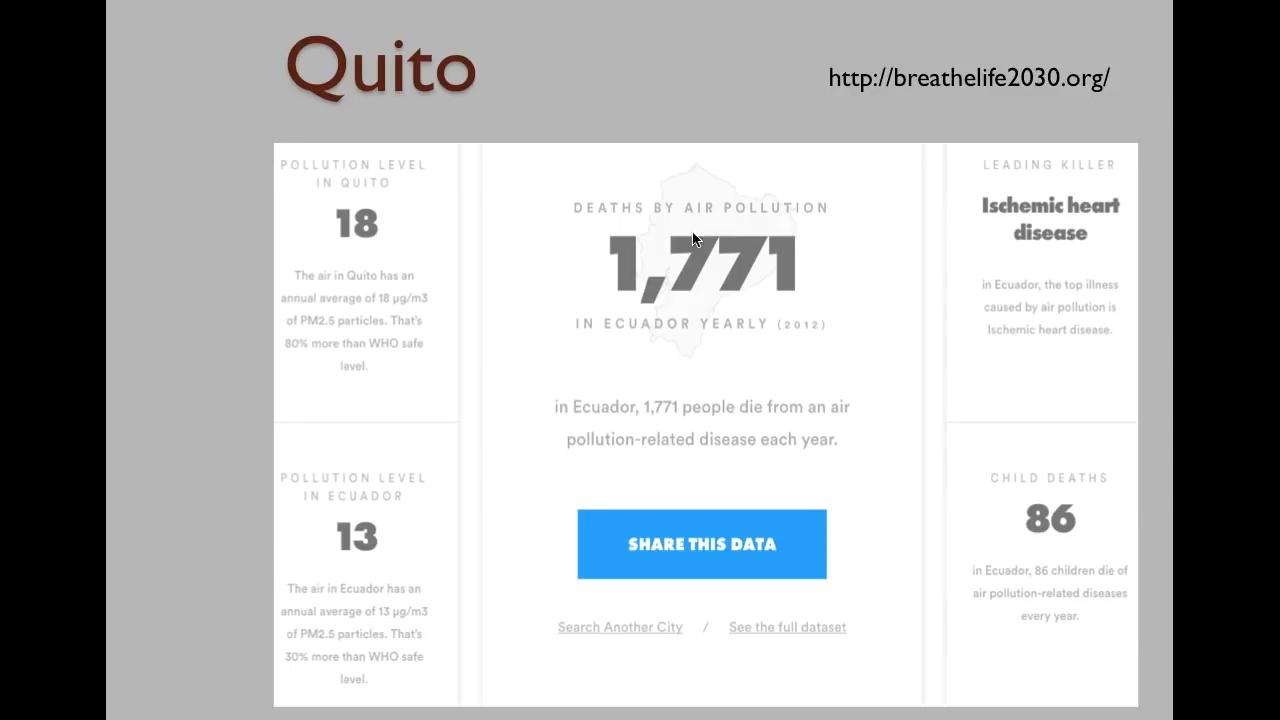 Quito
http://breathelife2030.org/
POLLUTION LEVEL
IN QUITO
18
The air in Quito has an
annual average of 18 µg/m3
of PM2.5 particles. That's
80% more than WHO safe
level.
POLLUTION LEVEL
IN ECUADOR
13
The air in Ecuador has an
annual average of 13 µg/m3
of PM2.5 particles. That's
30% more than WHO safe
level.
DEATHS BY AIR POLLUTION
1,771
IN ECUADOR YEARLY (2012)
in Ecuador, 1,771 people die from an air
pollution-related disease each year.
SHARE THIS DATA
Search Another City / See the full dataset
LEADING KILLER
Ischemic heart
disease
in Ecuador, the top illness
caused by air pollution is
Ischemic heart disease.
CHILD DEATHS
86
in Ecuador, 86 children die of
air pollution-related diseases
every year.